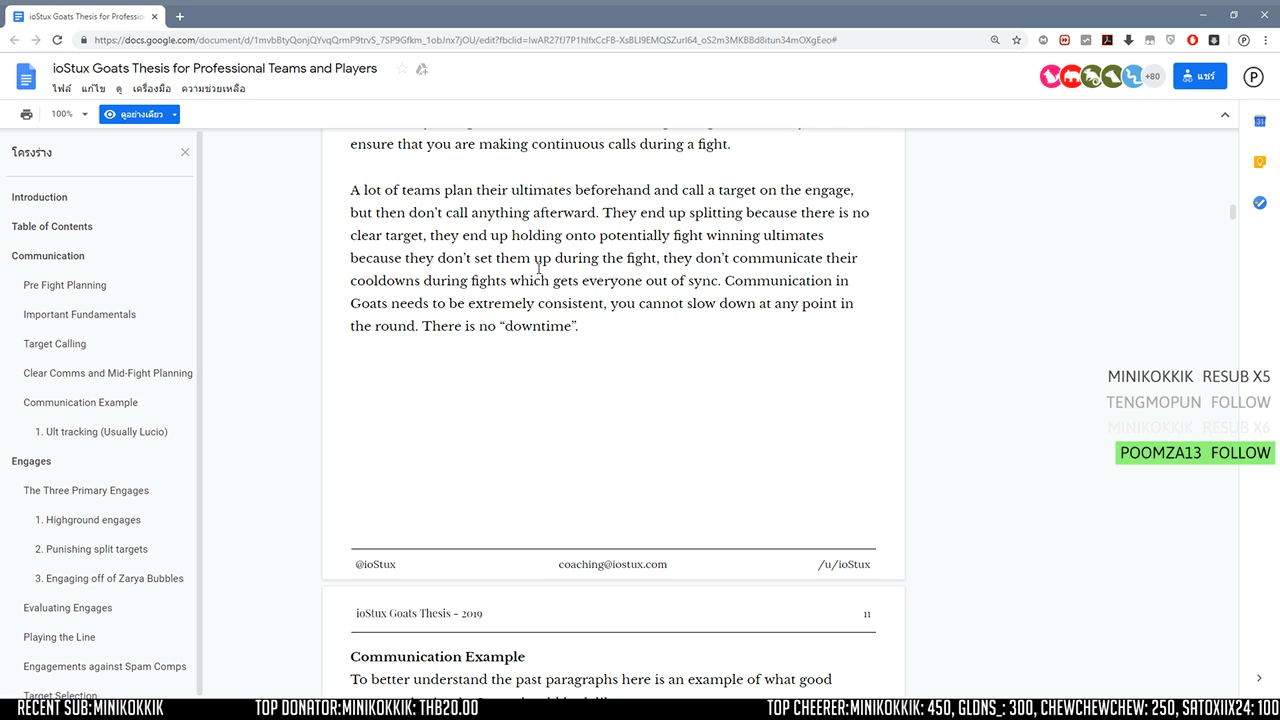 ioStux Goats Thesis for Professio
https://docs.google.com/document/d/1mvbBtyQonjQYvqQrmP9trvS_7SP9Gfkm_1obJnx7jOU/edit?fbclid=IwAR27fJ7P1hlfxCcFB-XsBLl9EMQSZurI64_oS2m3MKBBd8itun34mOXgEeo#
ioStux Goats Thesis for Professional Teams and Players
ไฟล์ แก้ไข ดู เครื่องมือ ความช่วยเหลือ
+80
แชร์
P
100%
ดูอย่างเดียว
โครงร่าง
Introduction
Table of Contents
Communication
Pre Fight Planning
Important Fundamentals
Target Calling
Clear Comms and Mid-Fight Planning
Communication Example
1. Ult tracking (Usually Lucio)
Engages
The Three Primary Engages
1. Highground engages
2. Punishing split targets
3. Engaging off of Zarya Bubbles
Evaluating Engages
Playing the Line
Engagements against Spam Comps
Target Selection
ensure that you are making continuous calls during a fight.
A lot of teams plan their ultimates beforehand and call a target on the engage,
but then don’t call anything afterward. They end up splitting because there is no
clear target, they end up holding onto potentially fight winning ultimates
because they don’t set them up during the fight, they don’t communicate their
cooldowns during fights which gets everyone out of sync. Communication in
Goats needs to be extremely consistent, you cannot slow down at any point in
the round. There is no “downtime”.
@ioStux coaching@iostux.com /u/ioStux
ioStux Goats Thesis - 2019 11
Communication Example
To better understand the past paragraphs here is an example of what good
MINIKOKKIK RESUB X5
TENGMOPUN FOLLOW
MINIKOKKIK RESUB X6
POOMZA13 FOLLOW
RECENT SUB:MINIKOKKIK TOP DONATOR:MINIKOKKIK: THB20.00 TOP CHEERER:MINIKOKKIK: 450, GLDNS_: 300, CHEWCHEWCHEW: 250, SATOXIIX24: 100